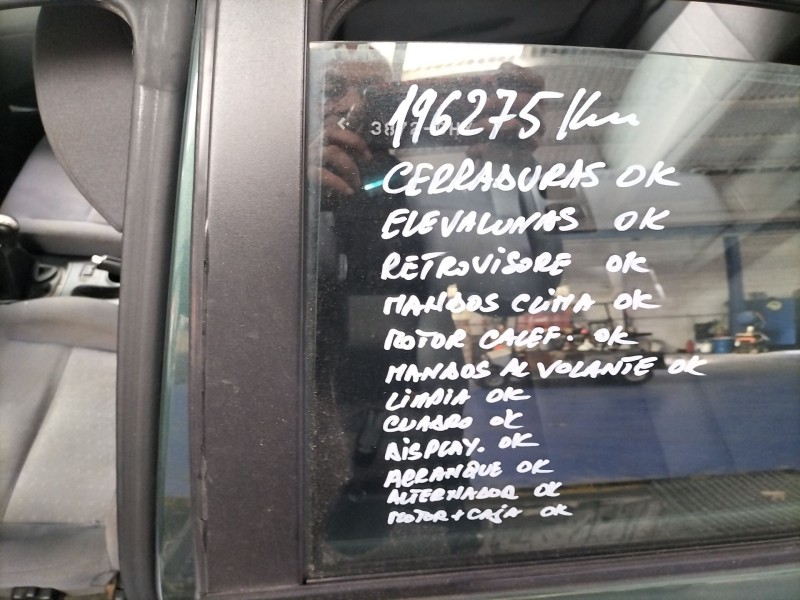 196275 Km
CERRADURAS OK
ELEVALUNAS OK
RETROVISORE OK
MANDOS CLIMA OK
MOTOR CALEF. OK
MANDOS AL VOLANTE OK
LIMPIA OK
CUADRO OK
DISPLAY. OK
ARRANQUE OK
ALTERNADOR OK
MOTOR + CAJA OK